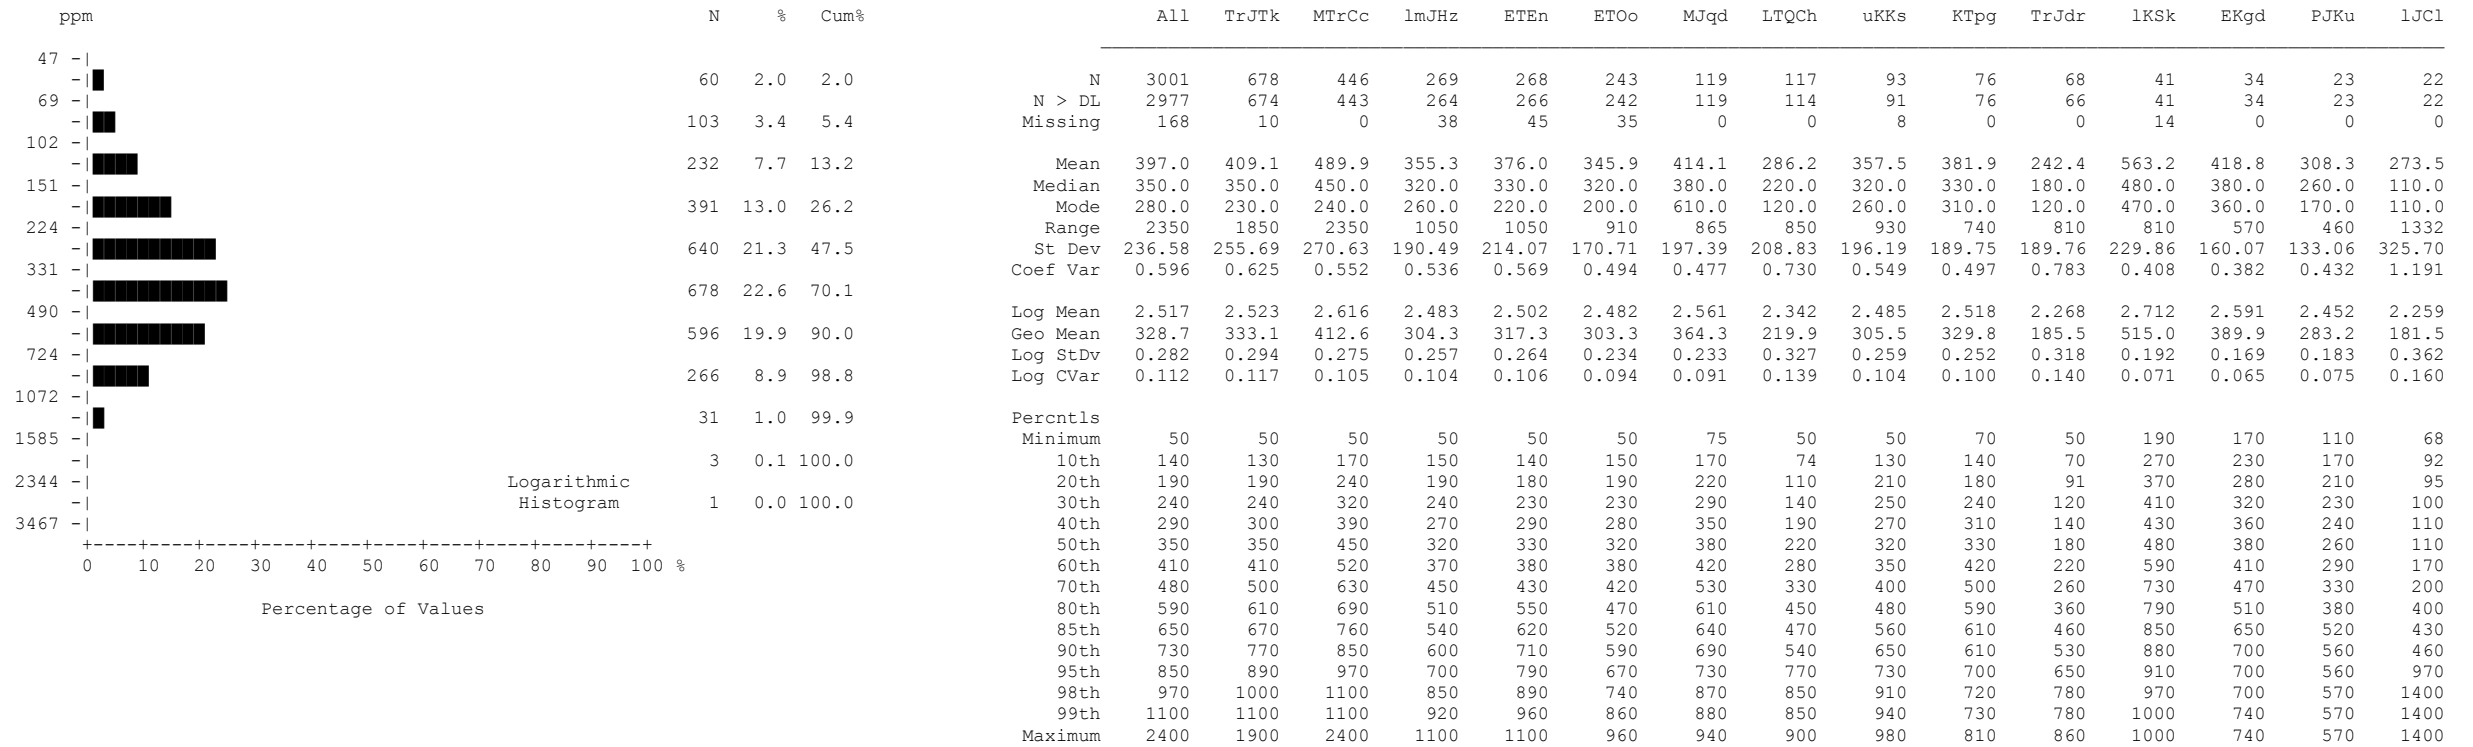 ppm N % Cum% All TrJTk MTrCc lmJHz ETEn ETOo MJqd LTQCh uKKs KTpg TrJdr lKSk EKgd PJKu lJCl
47 -|
-| 60 2.0 2.0 N 3001 678 446 269 268 243 119 117 93 76 68 41 34 23 22
69 -| N > DL 2977 674 443 264 266 242 119 114 91 76 66 41 34 23 22
-| 103 3.4 5.4 Missing 168 10 0 38 45 35 0 0 8 0 0 14 0 0 0
102 -|
-| 232 7.7 13.2 Mean 397.0 409.1 489.9 355.3 376.0 345.9 414.1 286.2 357.5 381.9 242.4 563.2 418.8 308.3 273.5
151 -| Median 350.0 350.0 450.0 320.0 330.0 320.0 380.0 220.0 320.0 330.0 180.0 480.0 380.0 260.0 110.0
-| 391 13.0 26.2 Mode 280.0 230.0 240.0 260.0 220.0 200.0 610.0 120.0 260.0 310.0 120.0 470.0 360.0 170.0 110.0
224 -| Range 2350 1850 2350 1050 1050 910 865 850 930 740 810 810 570 460 1332
-| 640 21.3 47.5 St Dev 236.58 255.69 270.63 190.49 214.07 170.71 197.39 208.83 196.19 189.75 189.76 229.86 160.07 133.06 325.70
331 -| Coef Var 0.596 0.625 0.552 0.536 0.569 0.494 0.477 0.730 0.549 0.497 0.783 0.408 0.382 0.432 1.191
-| 678 22.6 70.1
490 -| Log Mean 2.517 2.523 2.616 2.483 2.502 2.482 2.561 2.342 2.485 2.518 2.268 2.712 2.591 2.452 2.259
-| 596 19.9 90.0 Geo Mean 328.7 333.1 412.6 304.3 317.3 303.3 364.3 219.9 305.5 329.8 185.5 515.0 389.9 283.2 181.5
724 -| Log StDv 0.282 0.294 0.275 0.257 0.264 0.234 0.233 0.327 0.259 0.252 0.318 0.192 0.169 0.183 0.362
-| 266 8.9 98.8 Log CVar 0.112 0.117 0.105 0.104 0.106 0.094 0.091 0.139 0.104 0.100 0.140 0.071 0.065 0.075 0.160
1072 -|
-| 31 1.0 99.9 Percntls
1585 -| Minimum 50 50 50 50 50 50 75 50 50 70 50 190 170 110 68
-| 3 0.1 100.0 10th 140 130 170 150 140 150 170 74 130 140 70 270 230 170 92
2344 -| Logarithmic 20th 190 190 240 190 180 190 220 110 210 180 91 370 280 210 95
-| Histogram 1 0.0 100.0 30th 240 240 320 240 230 230 290 140 250 240 120 410 320 230 100
3467 -| 40th 290 300 390 270 290 280 350 190 270 310 140 430 360 240 110
+----+----+----+----+----+----+----+----+----+----+ 50th 350 350 450 320 330 320 380 220 320 330 180 480 380 260 110
0 10 20 30 40 50 60 70 80 90 100 % 60th 410 410 520 370 380 380 420 280 350 420 220 590 410 290 170
70th 480 500 630 450 430 420 530 330 400 500 260 730 470 330 200
Percentage of Values 80th 590 610 690 510 550 470 610 450 480 590 360 790 510 380 400
85th 650 670 760 540 620 520 640 470 560 610 460 850 650 520 430
90th 730 770 850 600 710 590 690 540 650 610 530 880 700 560 460
95th 850 890 970 700 790 670 730 770 730 700 650 910 700 560 970
98th 970 1000 1100 850 890 740 870 850 910 720 780 970 700 570 1400
99th 1100 1100 1100 920 960 860 880 850 940 730 780 1000 740 570 1400
Maximum 2400 1900 2400 1100 1100 960 940 900 980 810 860 1000 740 570 1400